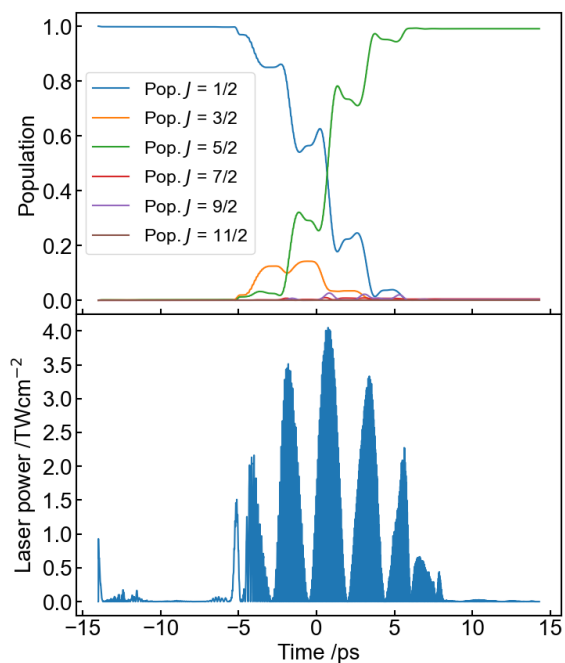 1.0
0.8
0.6
0.4
0.2
0.0
Population
Pop. J = 1/2
Pop. J = 3/2
Pop. J = 5/2
Pop. J = 7/2
Pop. J = 9/2
Pop. J = 11/2
4.0
3.5
3.0
2.5
2.0
1.5
1.0
0.5
0.0
Laser power /TWcm⁻²
−15 −10 −5 0 5 10 15
Time /ps